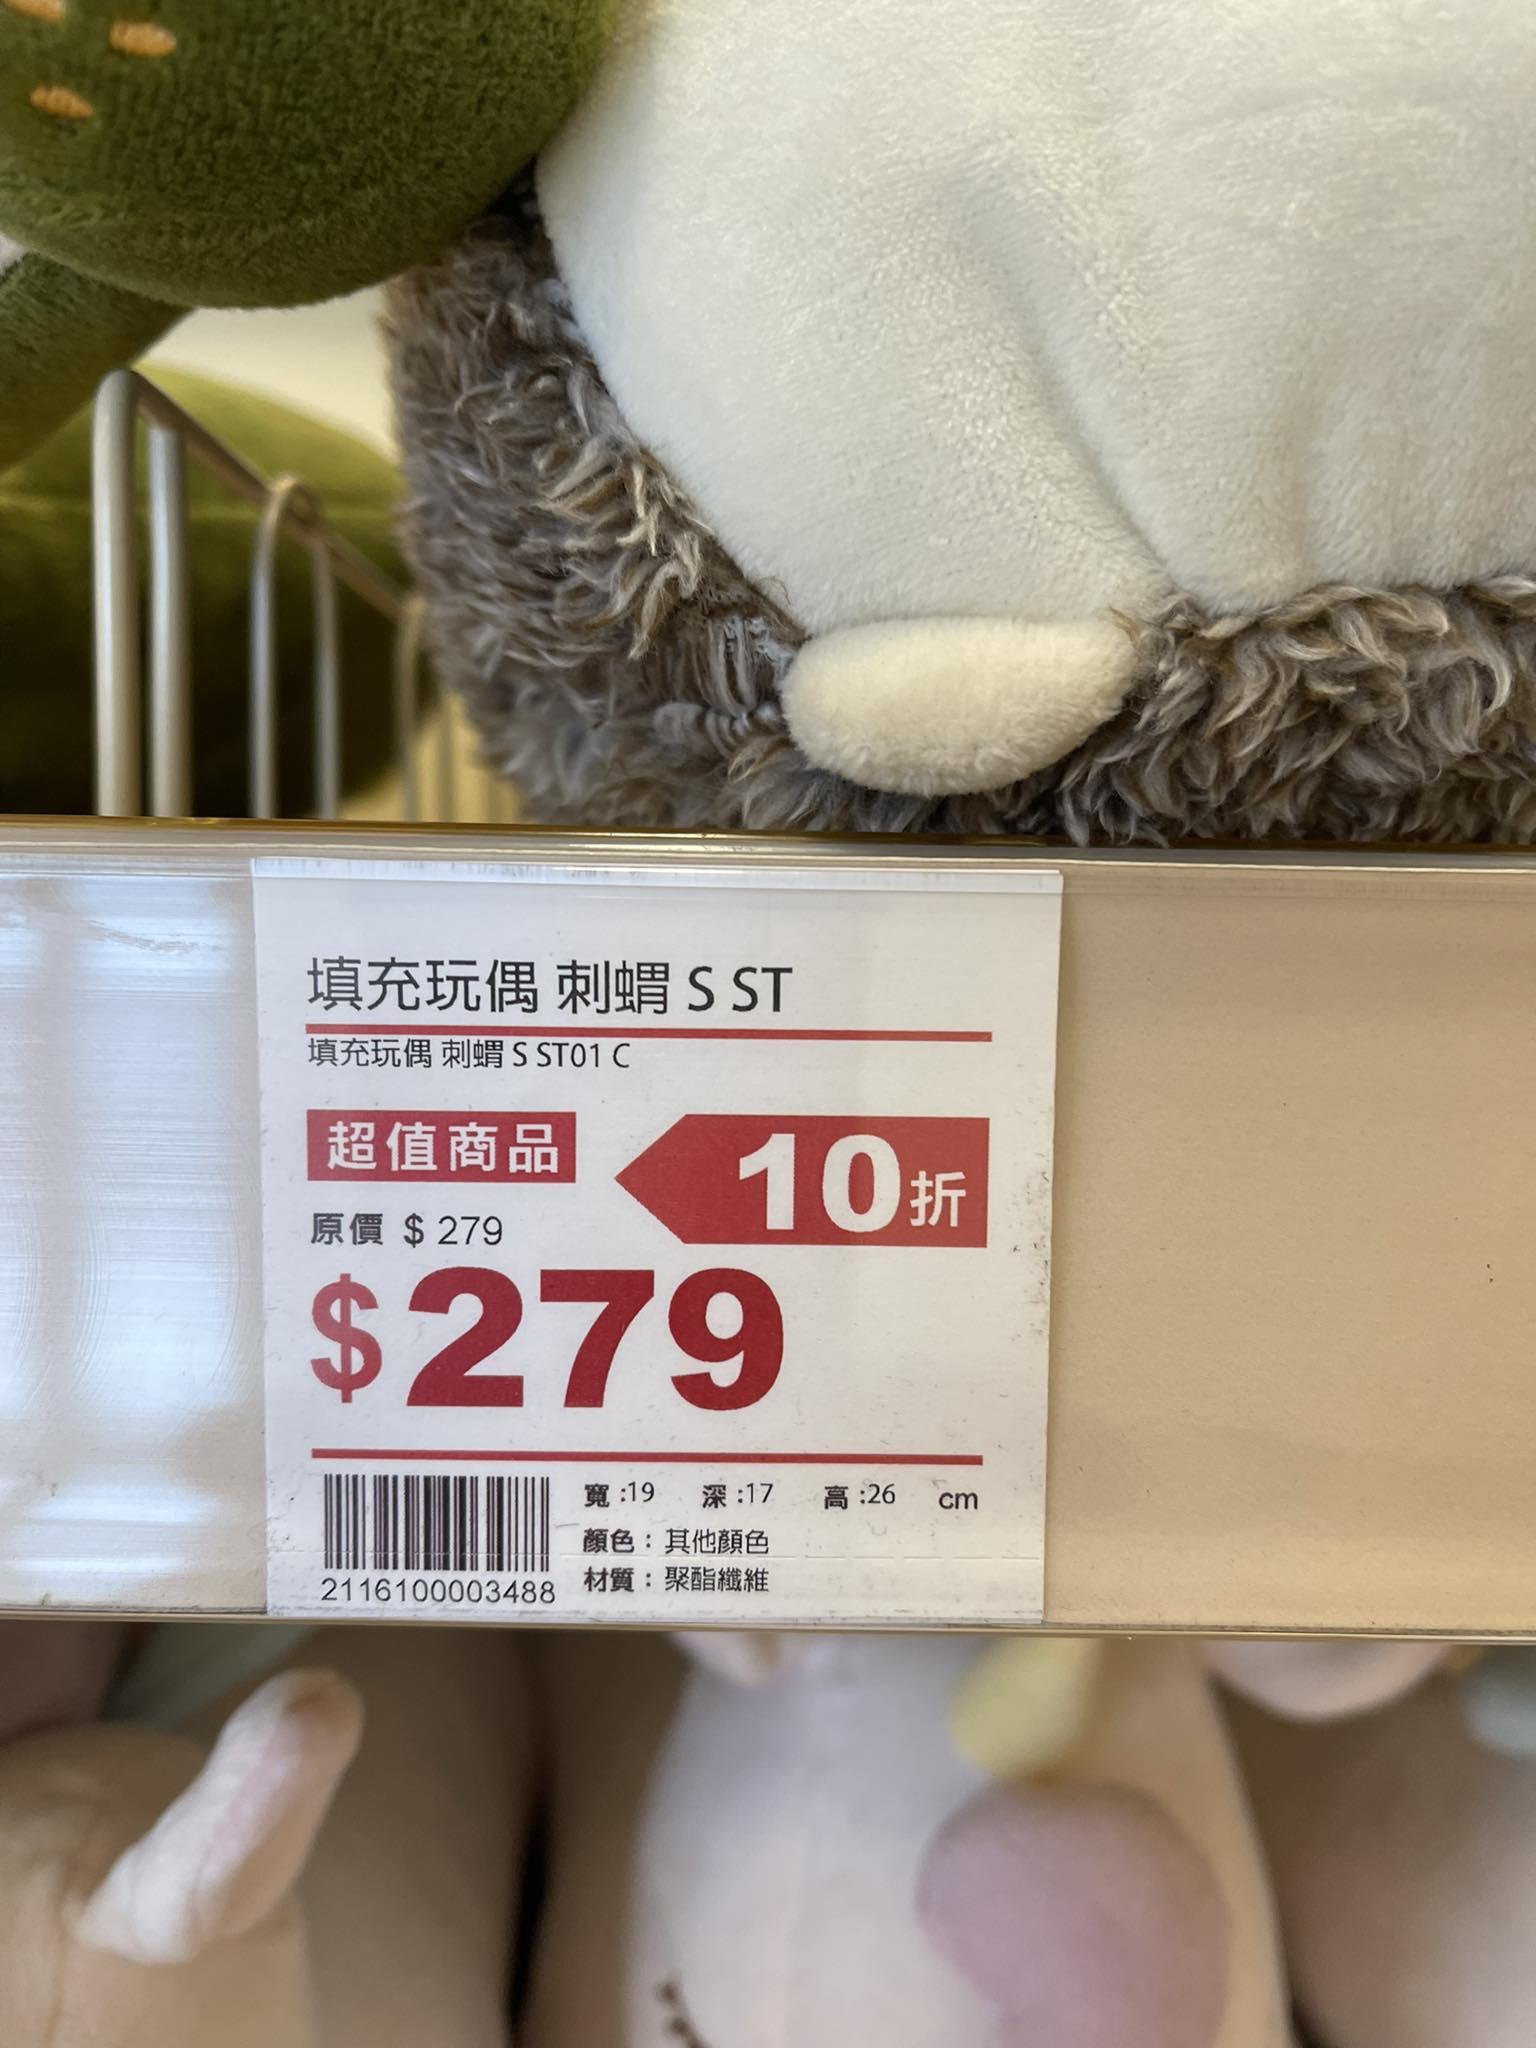 填充玩偶 刺蝟 S ST
填充玩偶 刺蝟 S ST01 C
超值商品
10折
原價 $ 279
$279
寬:19 深:17 高:26 cm
顏色：其他顏色
材質：聚酯纖維
2116100003488